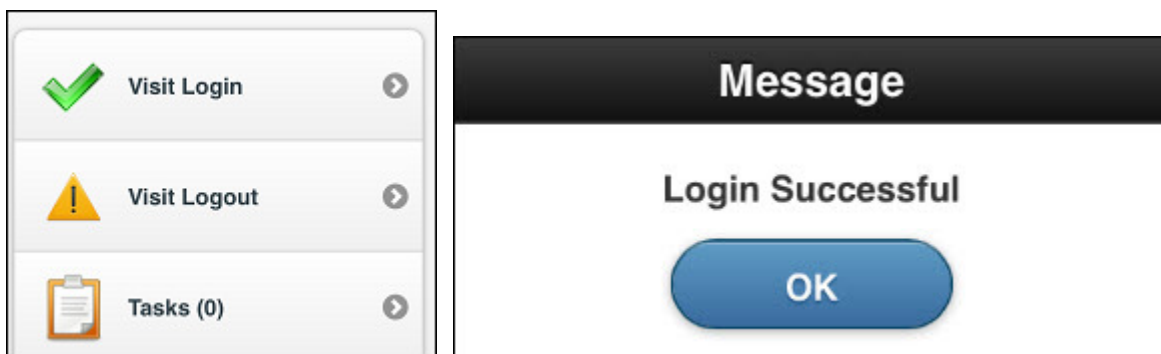 Visit Login
Visit Logout
Tasks (0)
Message
Login Successful
OK